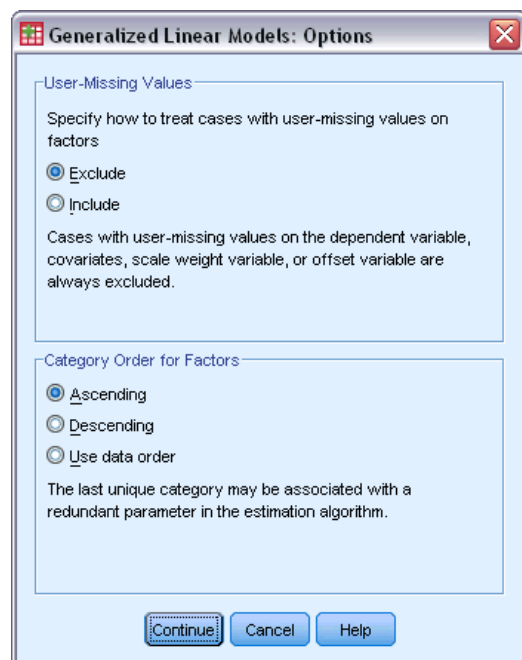 Generalized Linear Models: Options
User-Missing Values
Specify how to treat cases with user-missing values on
factors
Exclude
Include
Cases with user-missing values on the dependent variable,
covariates, scale weight variable, or offset variable are
always excluded.
Category Order for Factors
Ascending
Descending
Use data order
The last unique category may be associated with a
redundant parameter in the estimation algorithm.
Continue Cancel Help